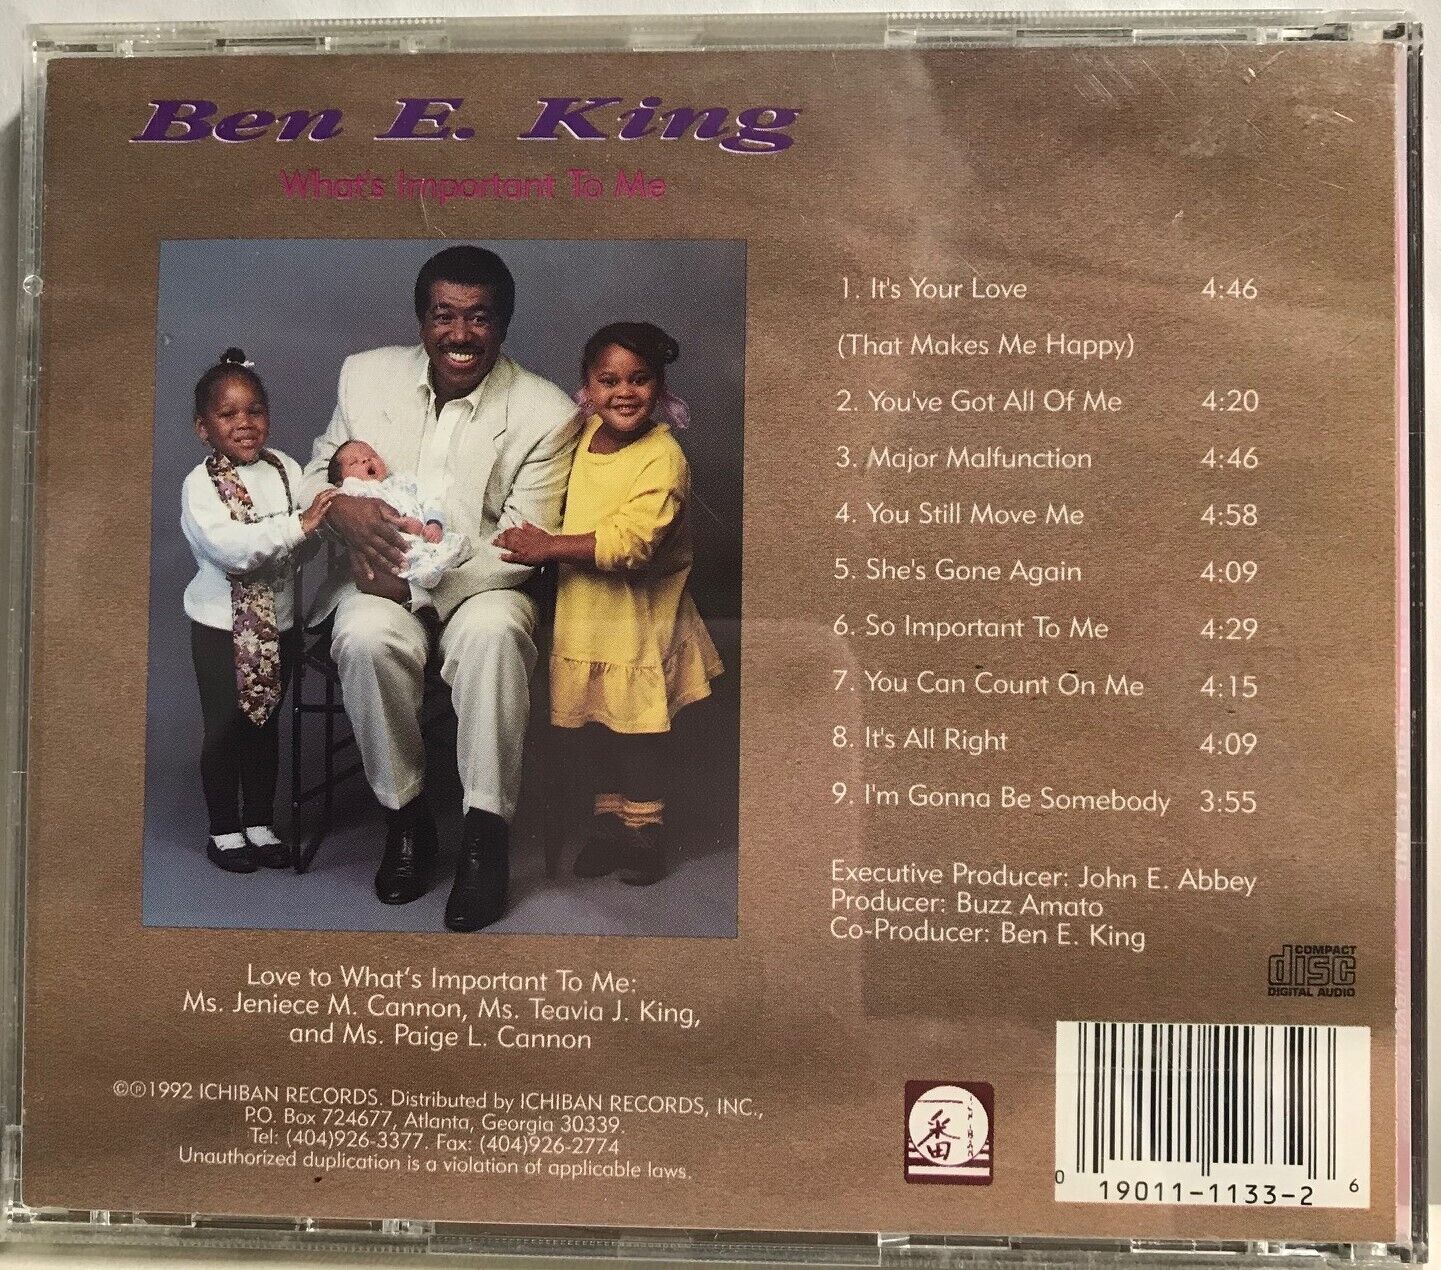 Ben E. King
What's Important To Me
1. It's Your Love 4:46
(That Makes Me Happy)
2. You've Got All Of Me 4:20
3. Major Malfunction 4:46
4. You Still Move Me 4:58
5. She's Gone Again 4:09
6. So Important To Me 4:29
7. You Can Count On Me 4:15
8. It's All Right 4:09
9. I'm Gonna Be Somebody 3:55
Executive Producer: John E. Abbey
Producer: Buzz Amato
Co-Producer: Ben E. King
Love to What's Important To Me:
Ms. Jeniece M. Cannon, Ms. Teavia J. King,
and Ms. Paige L. Cannon
©℗1992 ICHIBAN RECORDS. Distributed by ICHIBAN RECORDS, INC.,
P.O. Box 724677, Atlanta, Georgia 30339.
Tel: (404)926-3377. Fax: (404)926-2774
Unauthorized duplication is a violation of applicable laws.
COMPACT
disc
DIGITAL AUDIO
一番
ICHIBAN
0 19011-1133-2 6